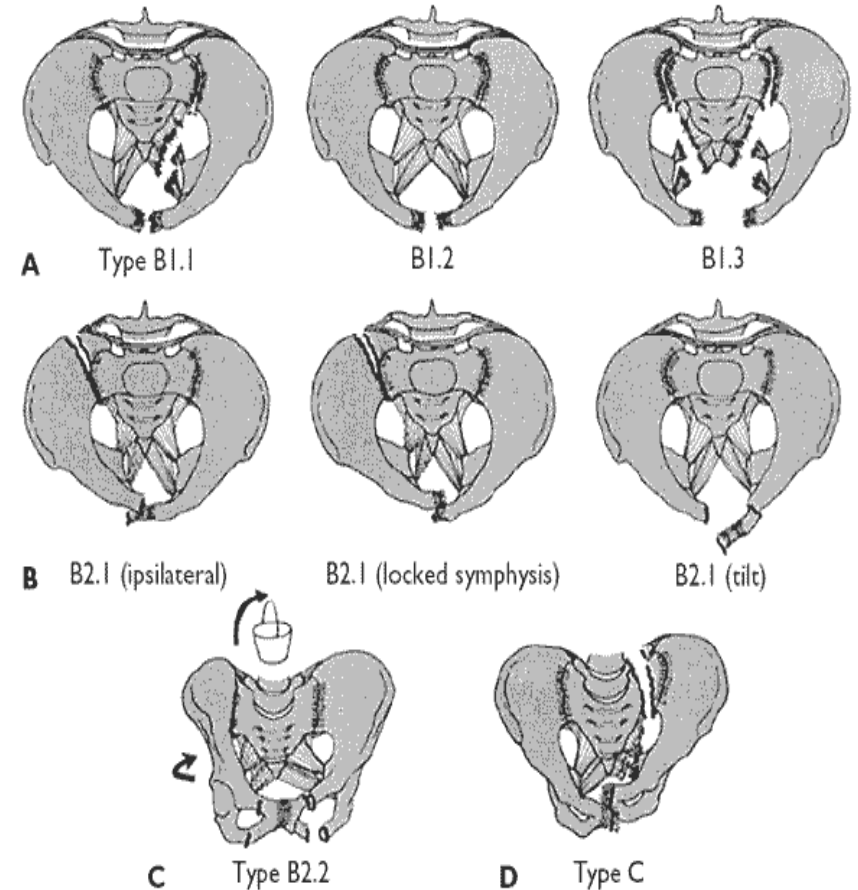 A Type B1.1 B1.2 B1.3
B B2.1 (ipsilateral) B2.1 (locked symphysis) B2.1 (tilt)
C Type B2.2 D Type C